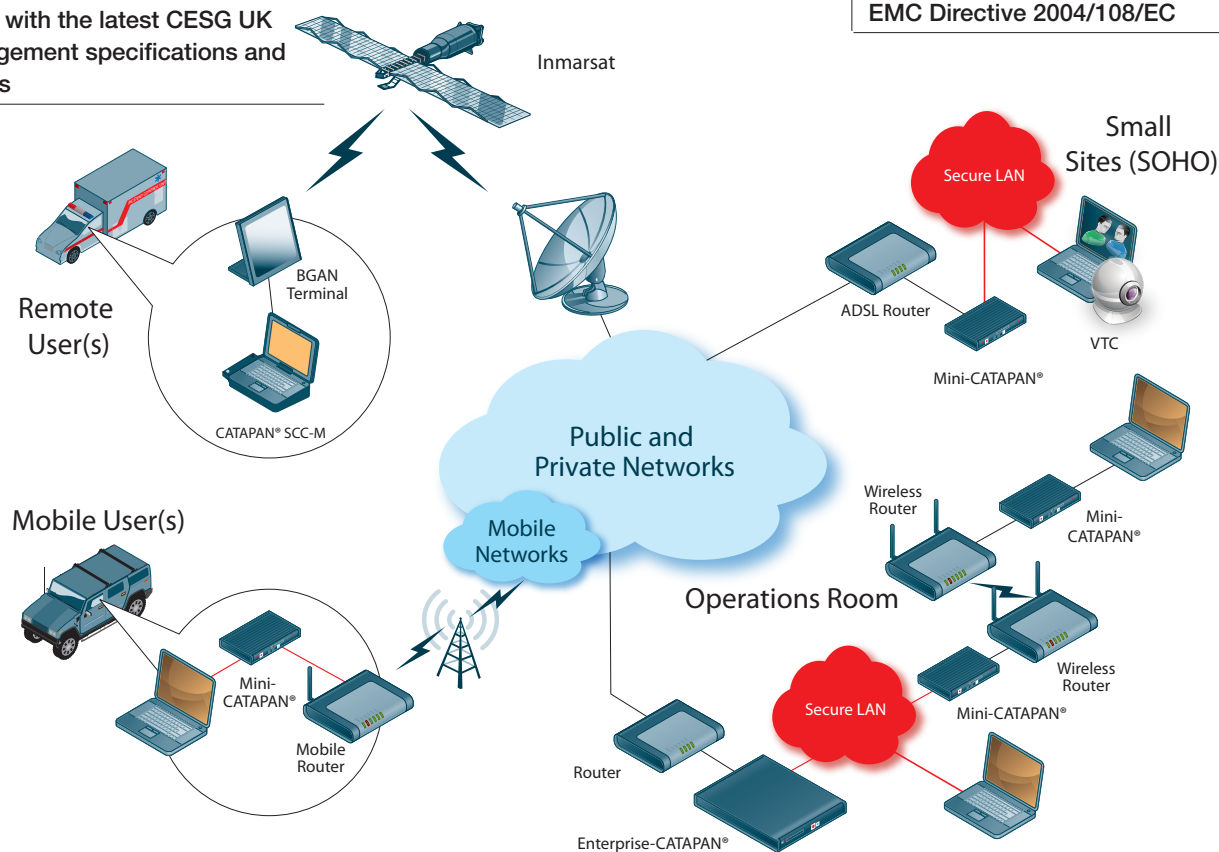 with the latest CESG UK
gement specifications and
s
EMC Directive 2004/108/EC
Inmarsat
Small
Sites (SOHO)
Secure LAN
BGAN
Terminal
ADSL Router
VTC
Remote
User(s)
Mini-CATAPAN®
CATAPAN® SCC-M
Public and
Private Networks
Wireless
Router
Mini-
CATAPAN®
Mobile User(s)
Mobile
Networks
Operations Room
Wireless
Router
Mini-
CATAPAN®
Mini-CATAPAN®
Secure LAN
Mobile
Router
Router
Enterprise-CATAPAN®